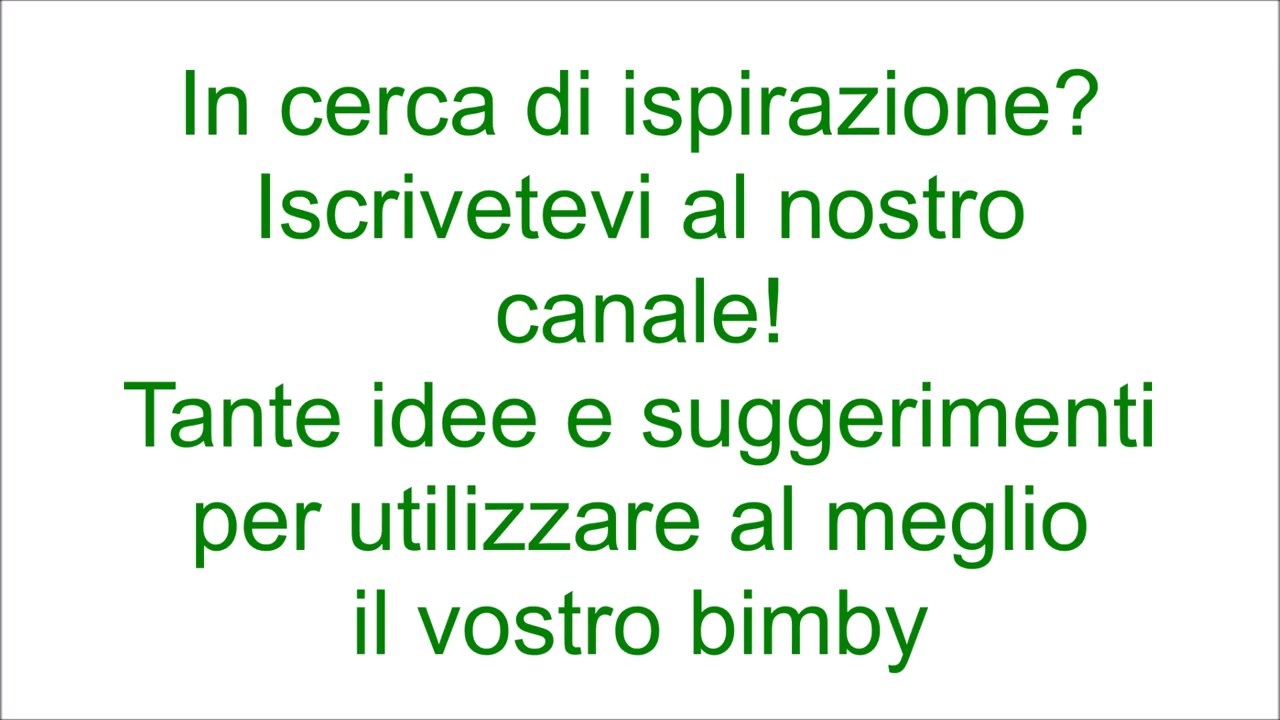 In cerca di ispirazione?
Iscrivetevi al nostro
canale!
Tante idee e suggerimenti
per utilizzare al meglio
il vostro bimby